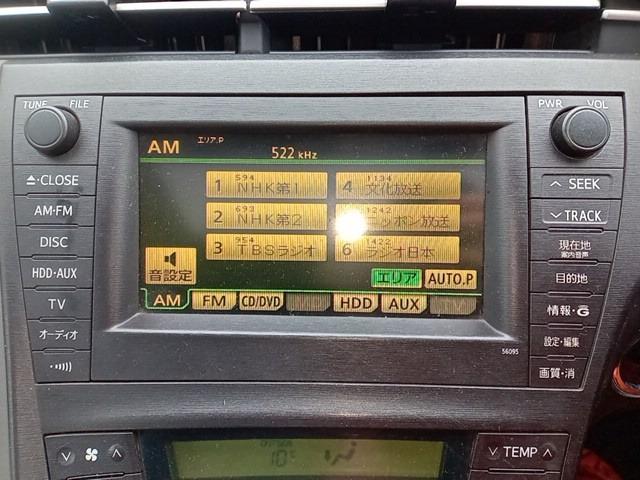 TUNE FILE
PWR VOL
AM エリア.P
522 kHz
1 594 NHK第1
4 1134 文化放送
2 693 NHK第2
1242 ニッポン放送
3 954 TBSラジオ
6 1422 ラジオ日本
音設定
エリア AUTO.P
AM FM CD/DVD HDD AUX
CLOSE
AM・FM
DISC
HDD・AUX
TV
オーディオ
SEEK
TRACK
現在地
案内音声
目的地
情報・G
設定・編集
画質・消
56095
TEMP
10℃